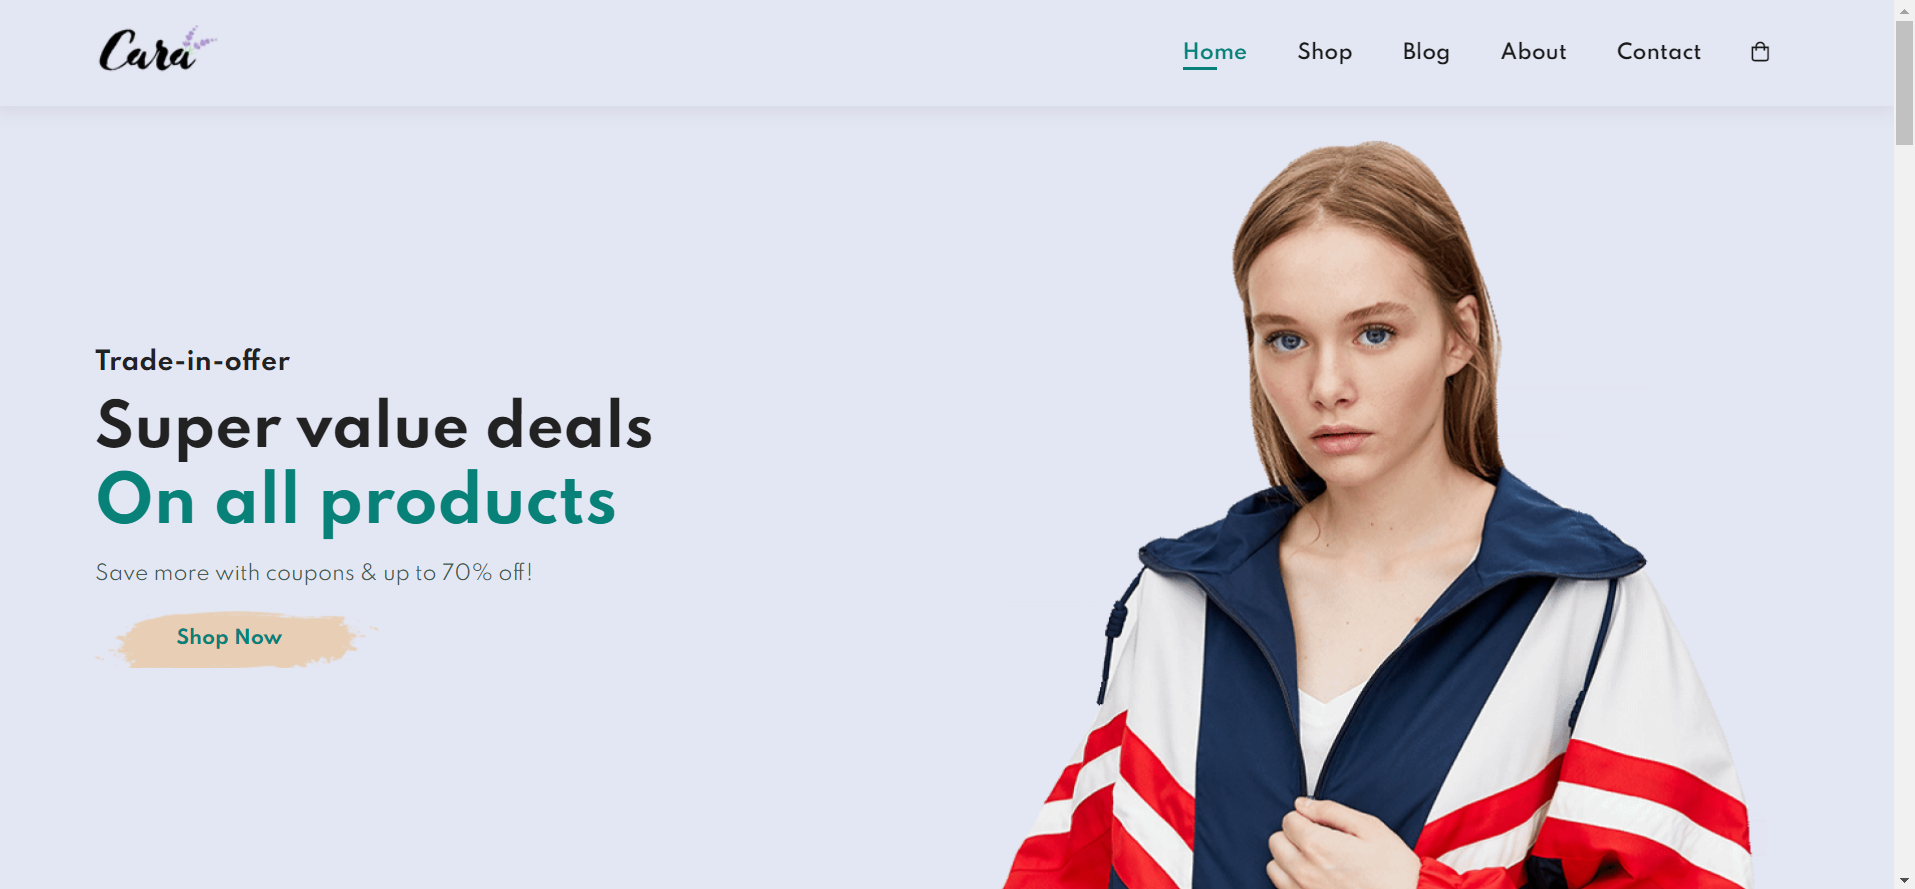 Cara
Home Shop Blog About Contact
Trade-in-offer
Super value deals
On all products
Save more with coupons & up to 70% off!
Shop Now